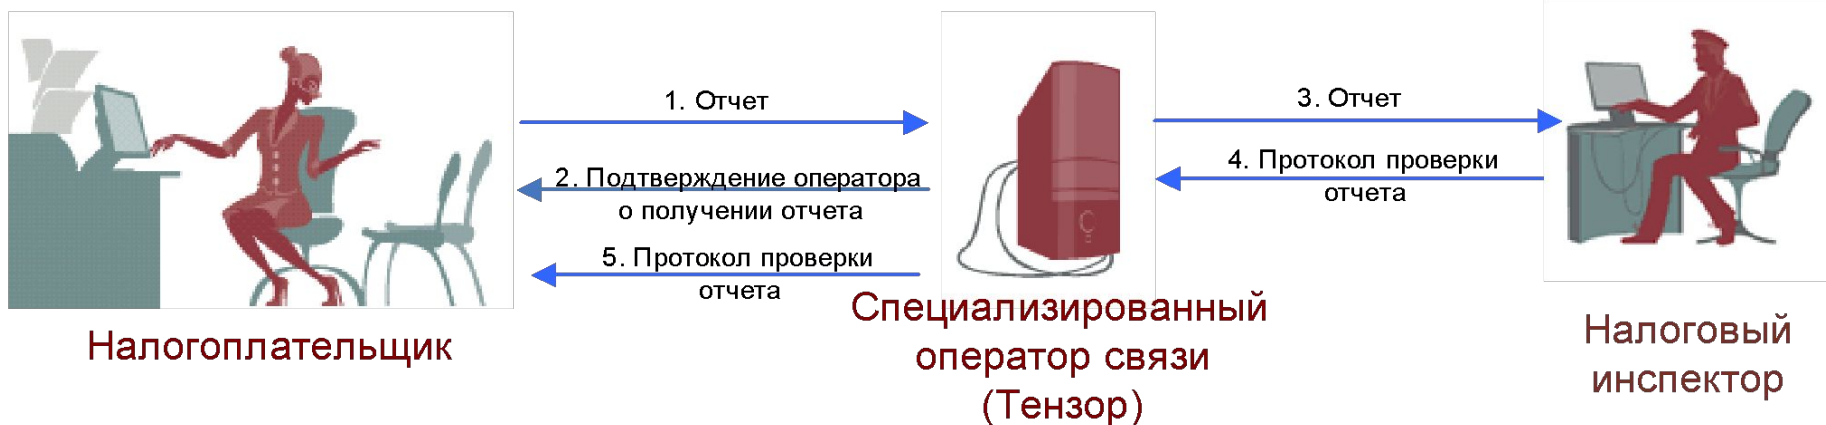 1. Отчет
2. Подтверждение оператора
о получении отчета
5. Протокол проверки
отчета
3. Отчет
4. Протокол проверки
отчета
Налогоплательщик
Специализированный
оператор связи
(Тензор)
Налоговый
инспектор